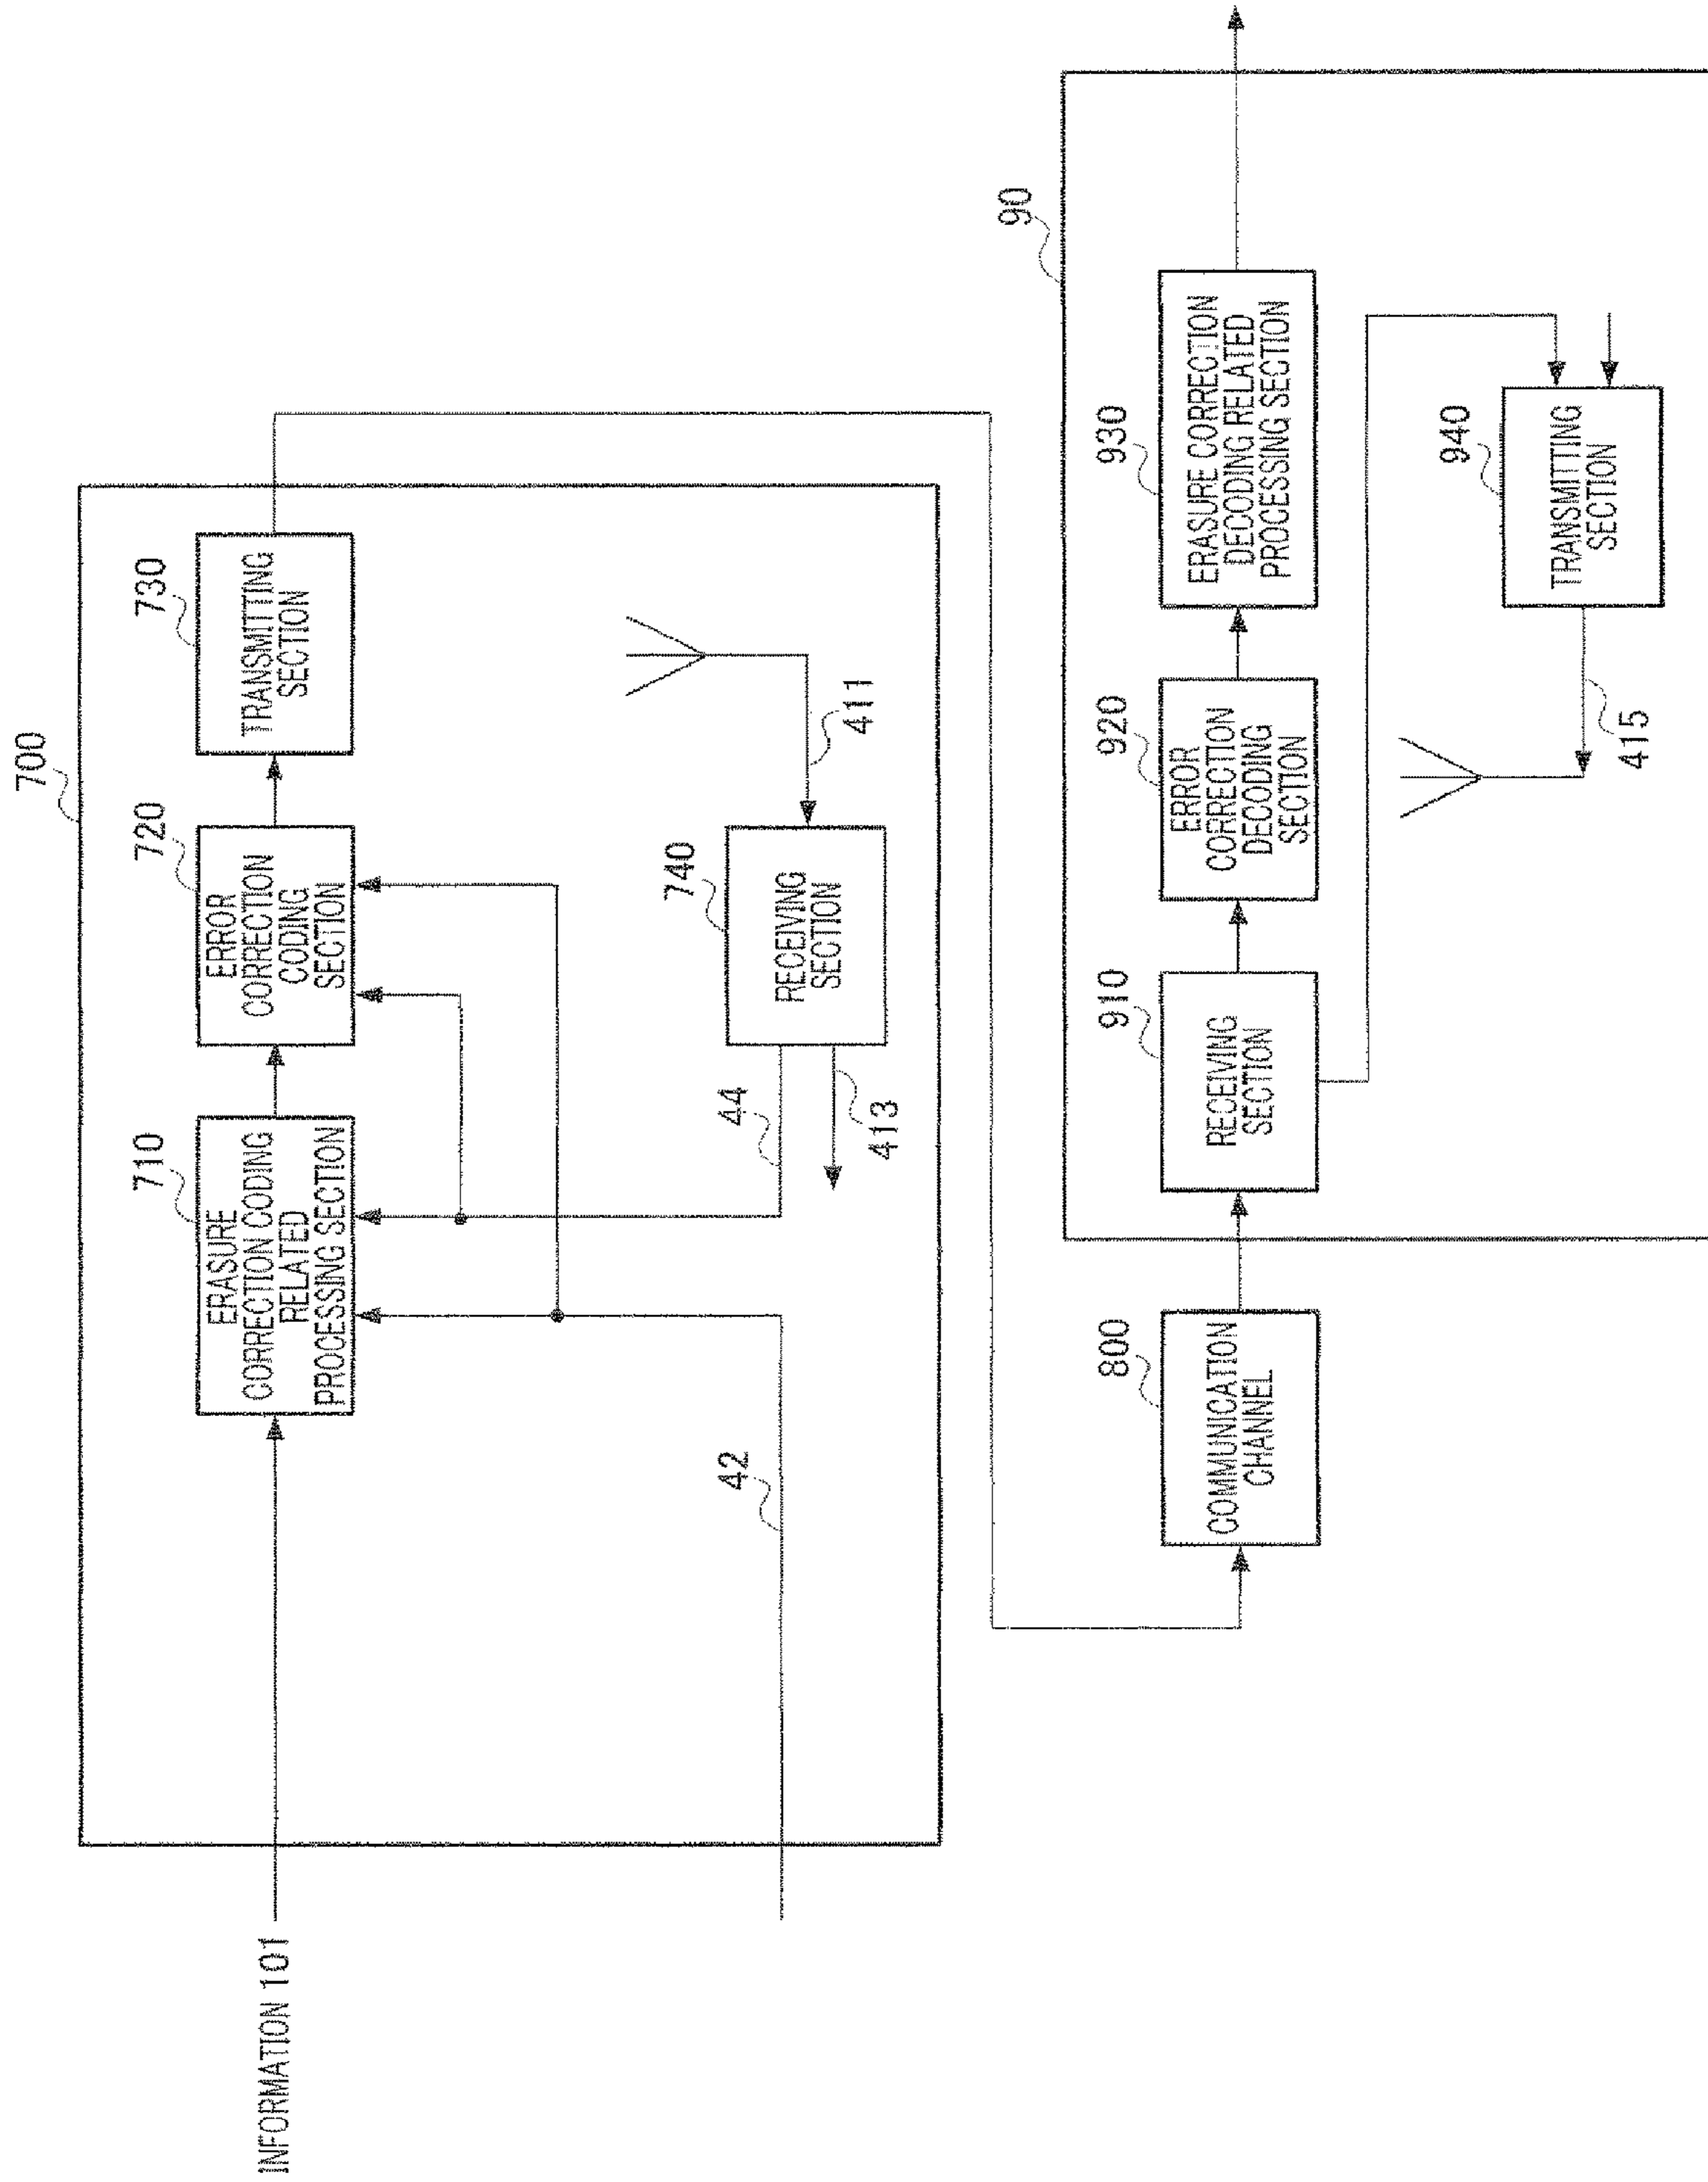 700
710
ERASURE
CORRECTION CODING
RELATED
PROCESSING SECTION
720
ERROR
CORRECTION
CODING
SECTION
730
TRANSMITTING
SECTION
INFORMATION 101
740
RECEIVING
SECTION
411
44
413
42
90
800
COMMUNICATION
CHANNEL
910
RECEIVING
SECTION
920
ERROR
CORRECTION
DECODING
SECTION
930
ERASURE CORRECTION
DECODING RELATED
PROCESSING SECTION
940
TRANSMITTING
SECTION
415